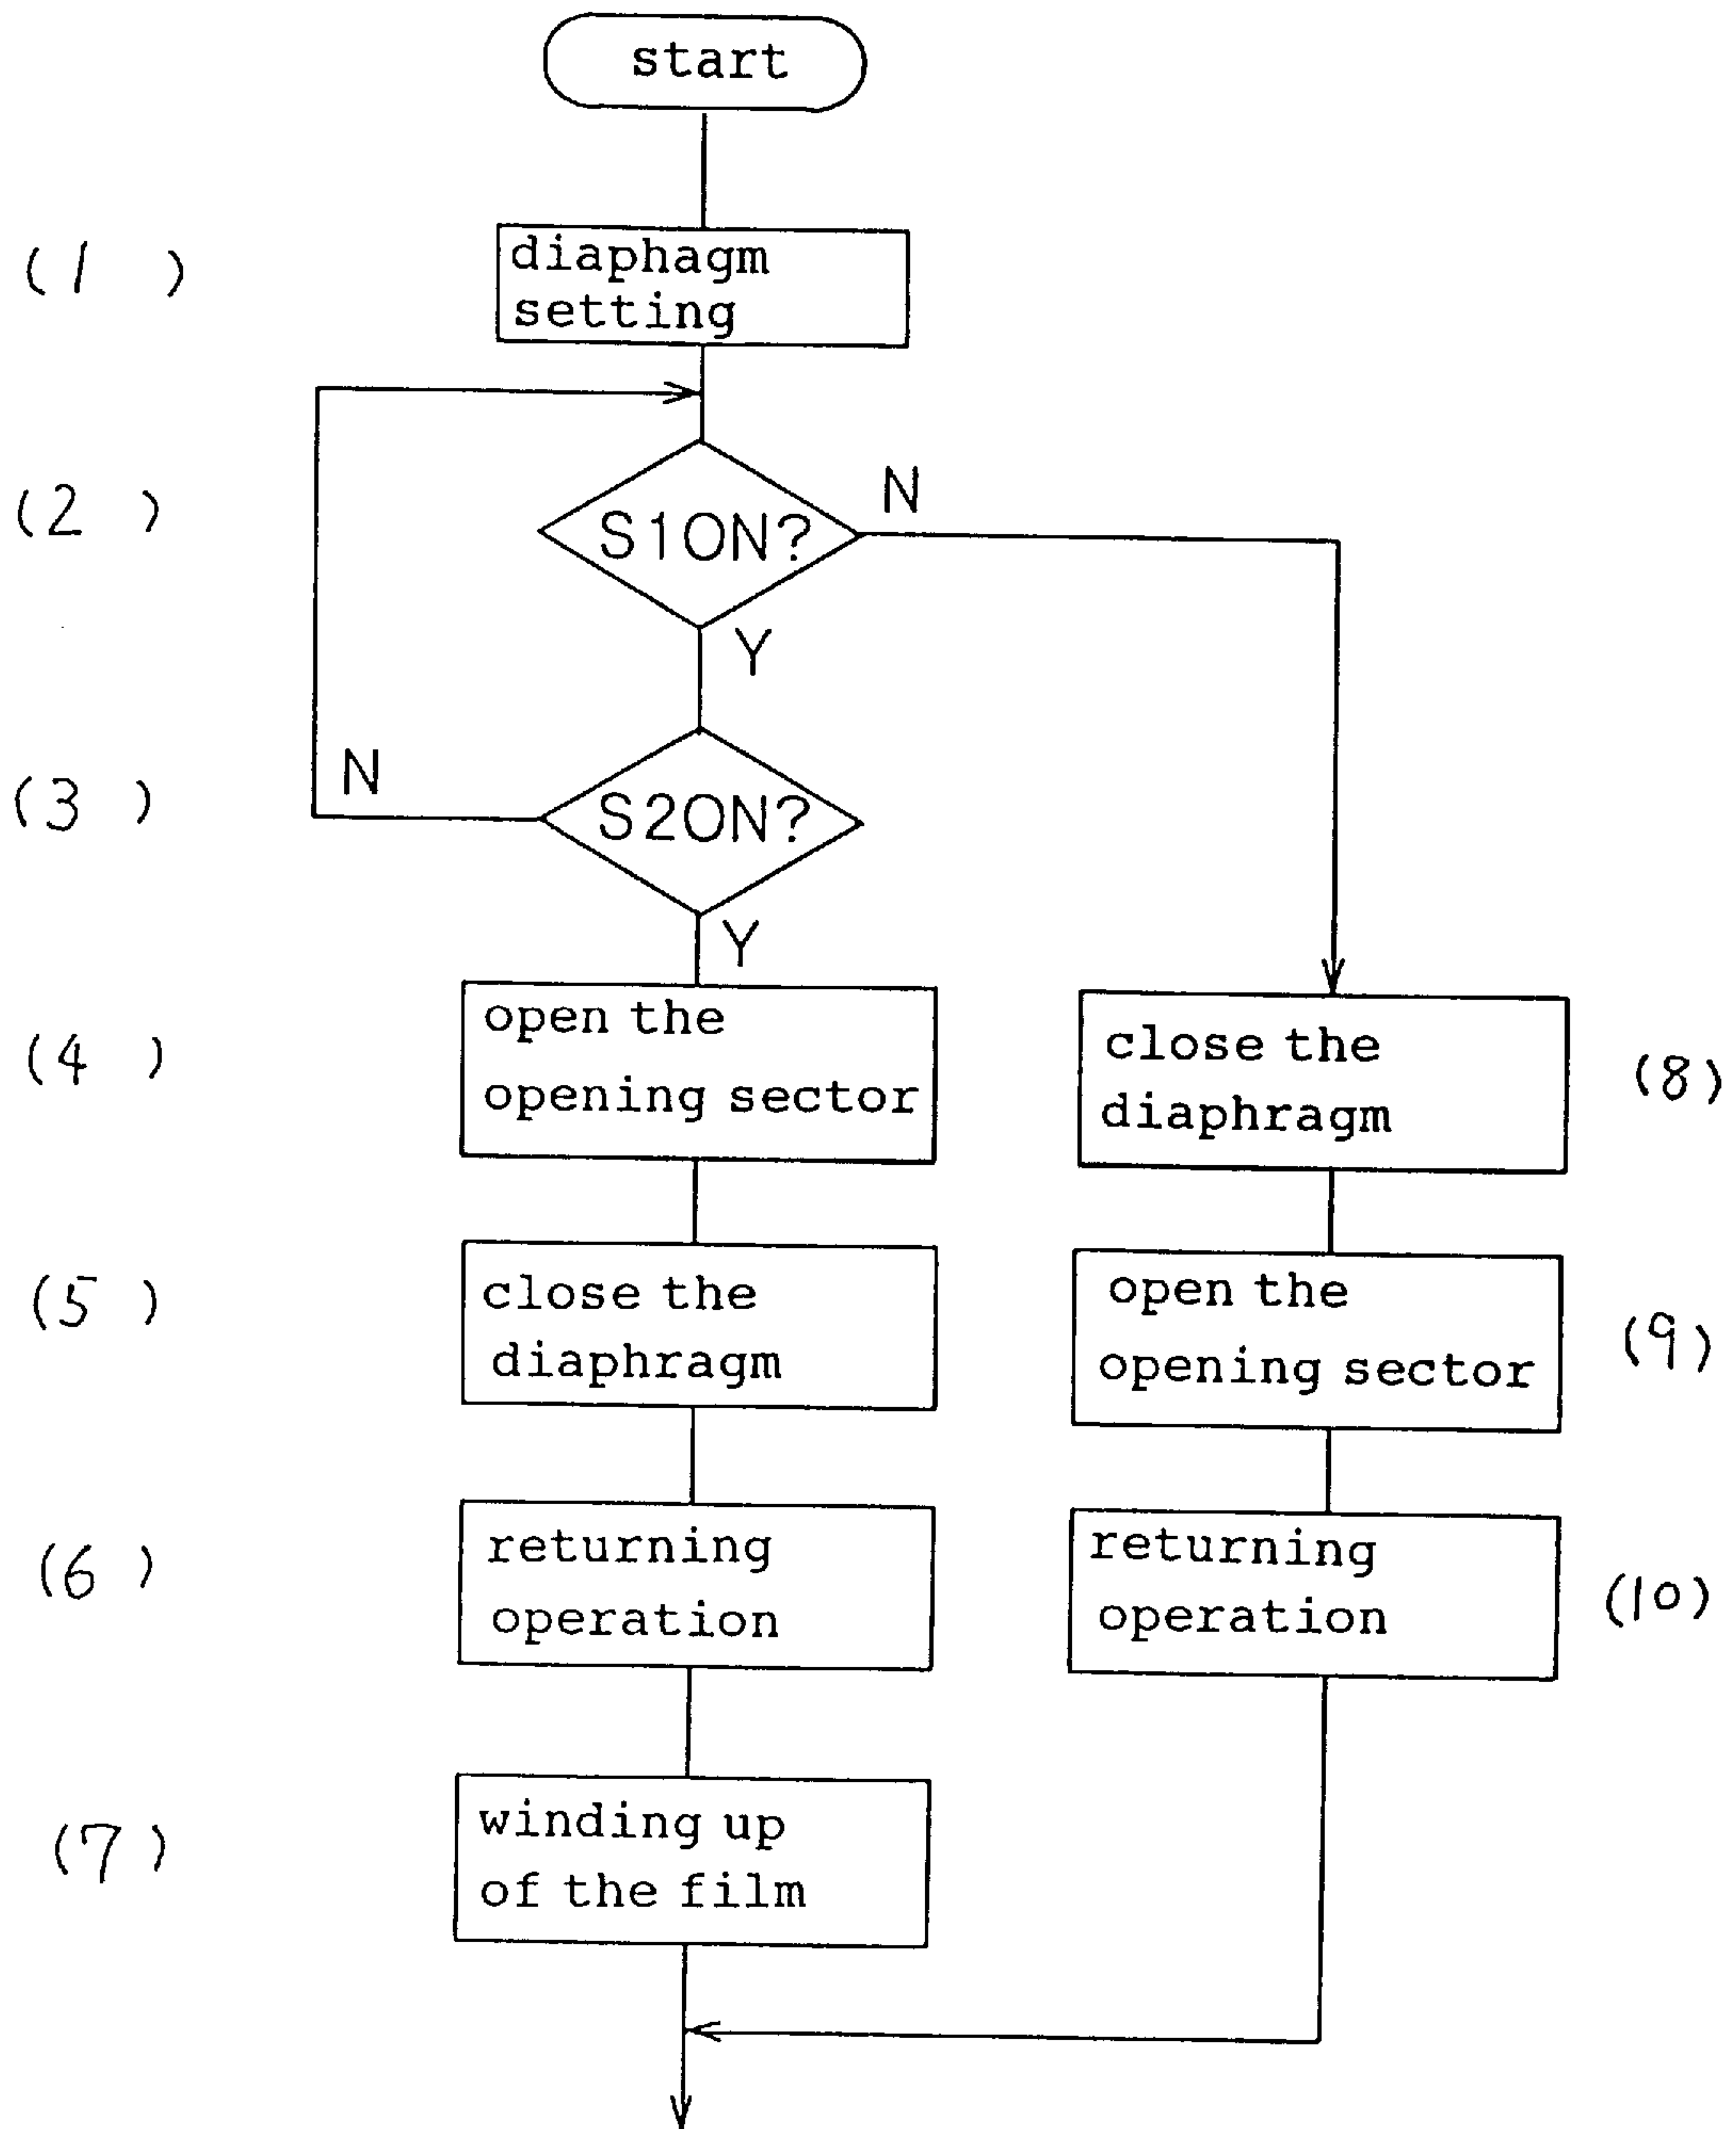 start
(1)
diaphagm
setting
(2)
S1ON?
N
Y
(3)
N
S2ON?
Y
(4)
open the
opening sector
close the
diaphragm
(8)
(5)
close the
diaphragm
open the
opening sector
(9)
(6)
returning
operation
returning
operation
(10)
(7)
winding up
of the film